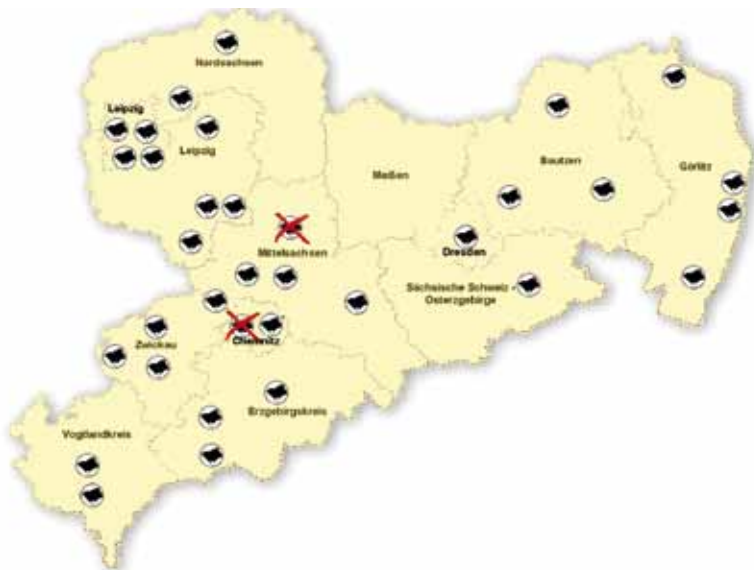 Nordsachsen
Leipzig
Leipzig
Meißen
Bautzen
Görlitz
Mittelsachsen
Dresden
Sächsische Schweiz -
Osterzgebirge
Zwickau
Chemnitz
Erzgebirgskreis
Vogtlandkreis